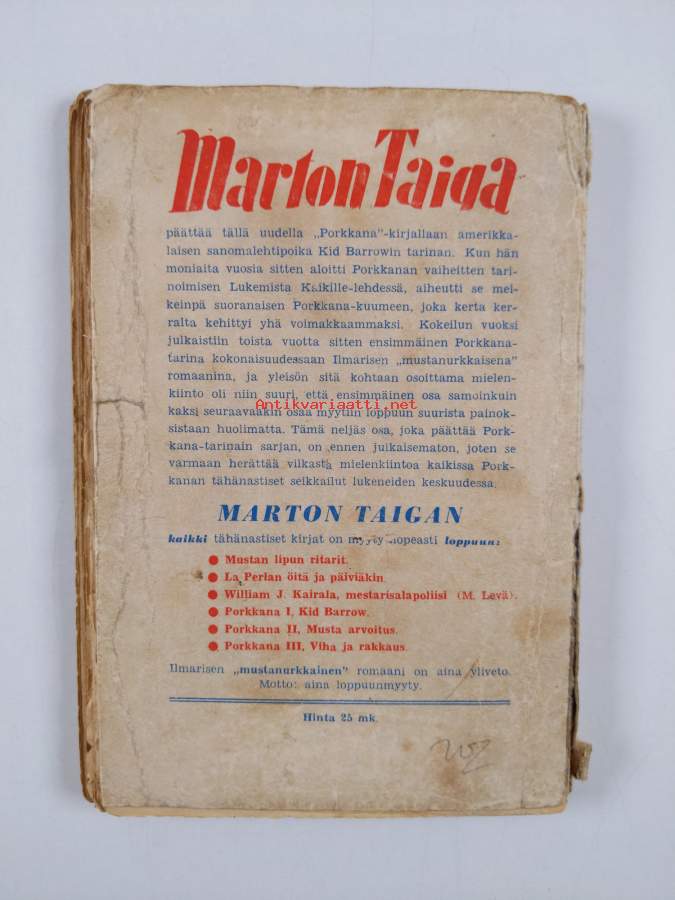 Marton Taiga
päättää tällä uudella „Porkkana"-kirjallaan amerikka-
laisen sanomalehtipoika Kid Barrowin tarinan. Kun hän
moniaita vuosia sitten aloitti Porkkanan vaiheitten tari-
noimisen Lukemista Kaikille-lehdessä, aiheutti se mei-
keinpä suoranaisen Porkkana-kuumeen, joka kerta ker-
ralta kehittyi yhä voimakkaammaksi. Kokeilun vuoksi
julkaistiin toista vuotta sitten ensimmäinen Porkkana-
tarina kokonaisuudessaan Ilmarisen „mustanurkkaisena"
romaanina, ja yleisön sitä kohtaan osoittama mielen-
kiinto oli niin suuri, että ensimmäinen osa samoinkuin
kaksi seuraavaakin osaa myytiin loppuun suurista painok-
sistaan huolimatta. Tämä neljäs osa, joka päättää Pork-
kana-tarinain sarjan, on ennen julkaisematon, joten se
varmaan herättää vilkasta mielenkiintoa kaikissa Pork-
kanan tähänastiset seikkailut lukeneiden keskuudessa.
Antikvariaatti.net
MARTON TAIGAN
kaikki tähänastiset kirjat on myyty nopeasti loppuun:
● Mustan lipun ritarit.
● La Perlan öitä ja päiviäkin.
● William J. Kairala, mestarisalapoliisi (M. Levä).
● Porkkana I, Kid Barrow.
● Porkkana II, Musta arvoitus.
● Porkkana III, Viha ja rakkaus.
Ilmarisen „mustanurkkainen" romaani on aina yliveto.
Motto: aina loppuunmyyty.
Hinta 25 mk.